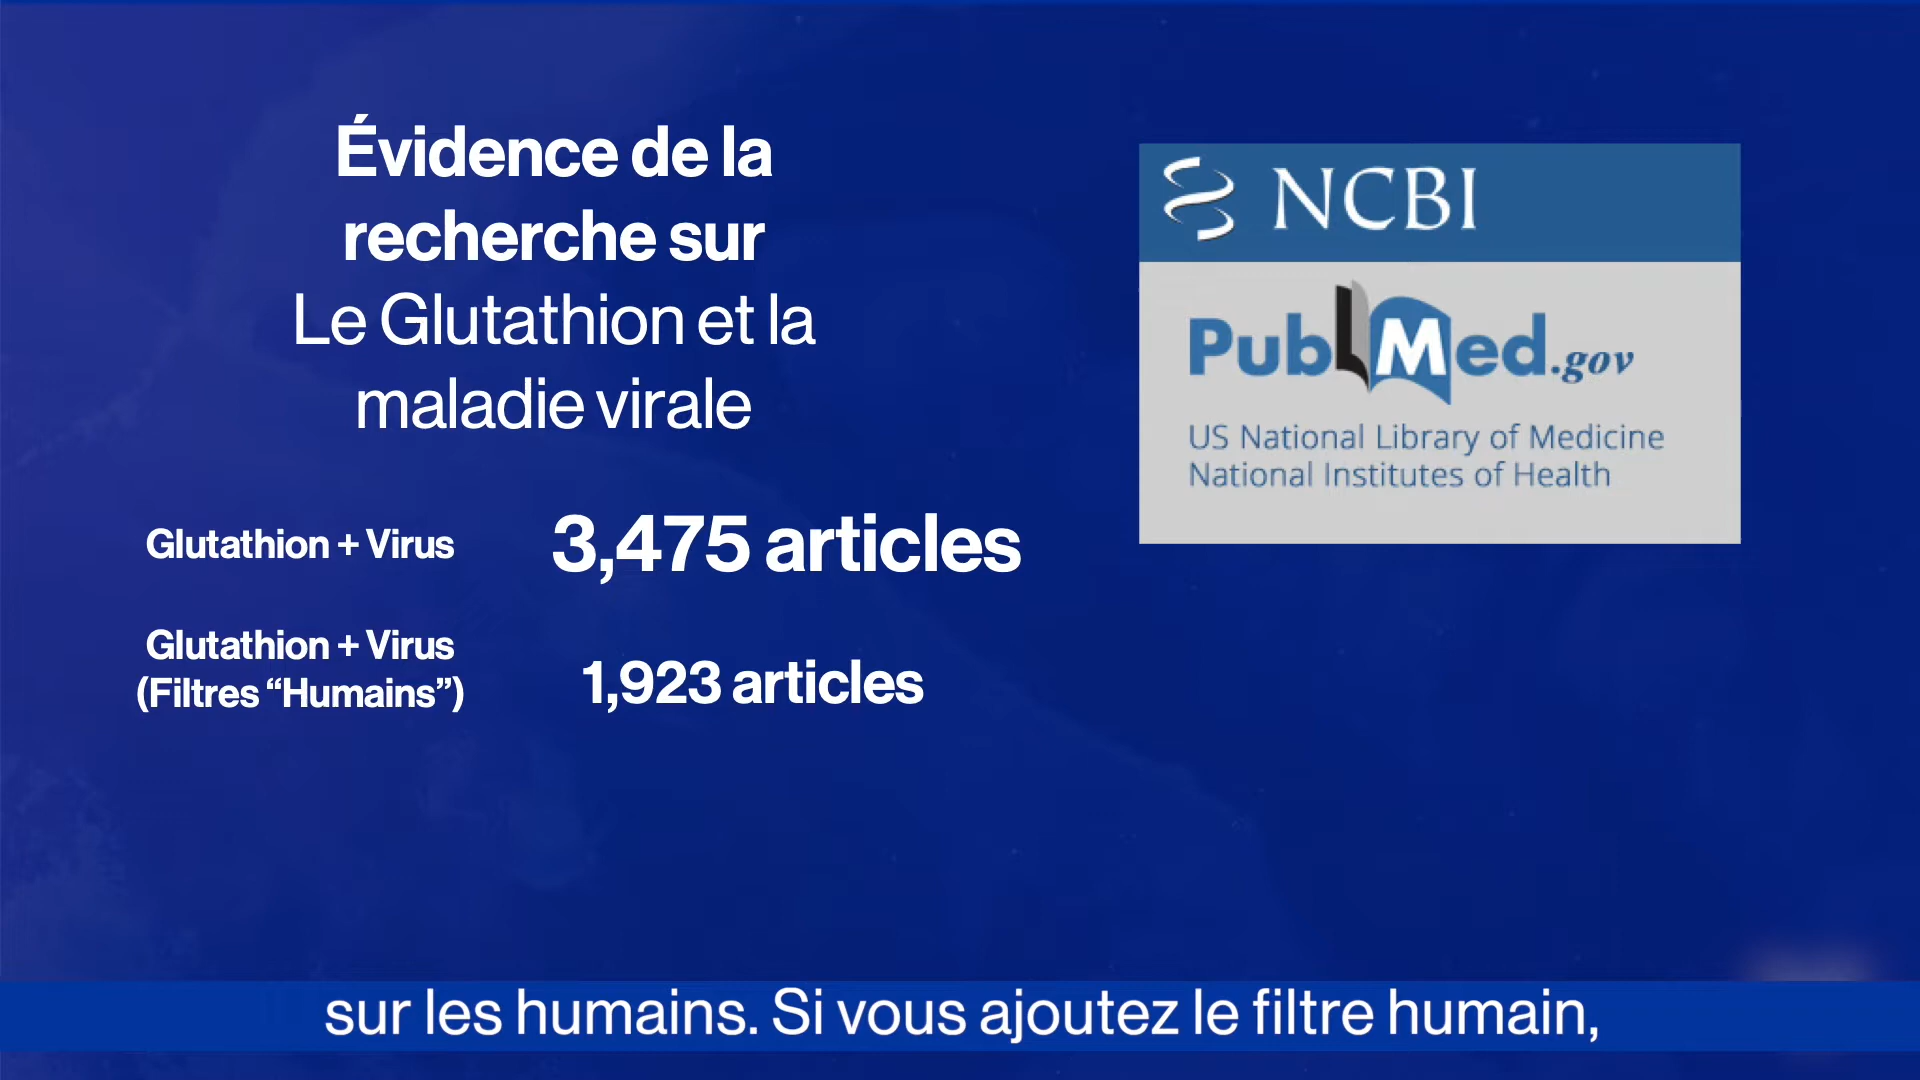 Évidence de la
recherche sur
Le Glutathion et la
maladie virale
Glutathion + Virus
3,475 articles
Glutathion + Virus
(Filtres “Humains”)
1,923 articles
NCBI
PubMed.gov
US National Library of Medicine
National Institutes of Health
sur les humains. Si vous ajoutez le filtre humain,